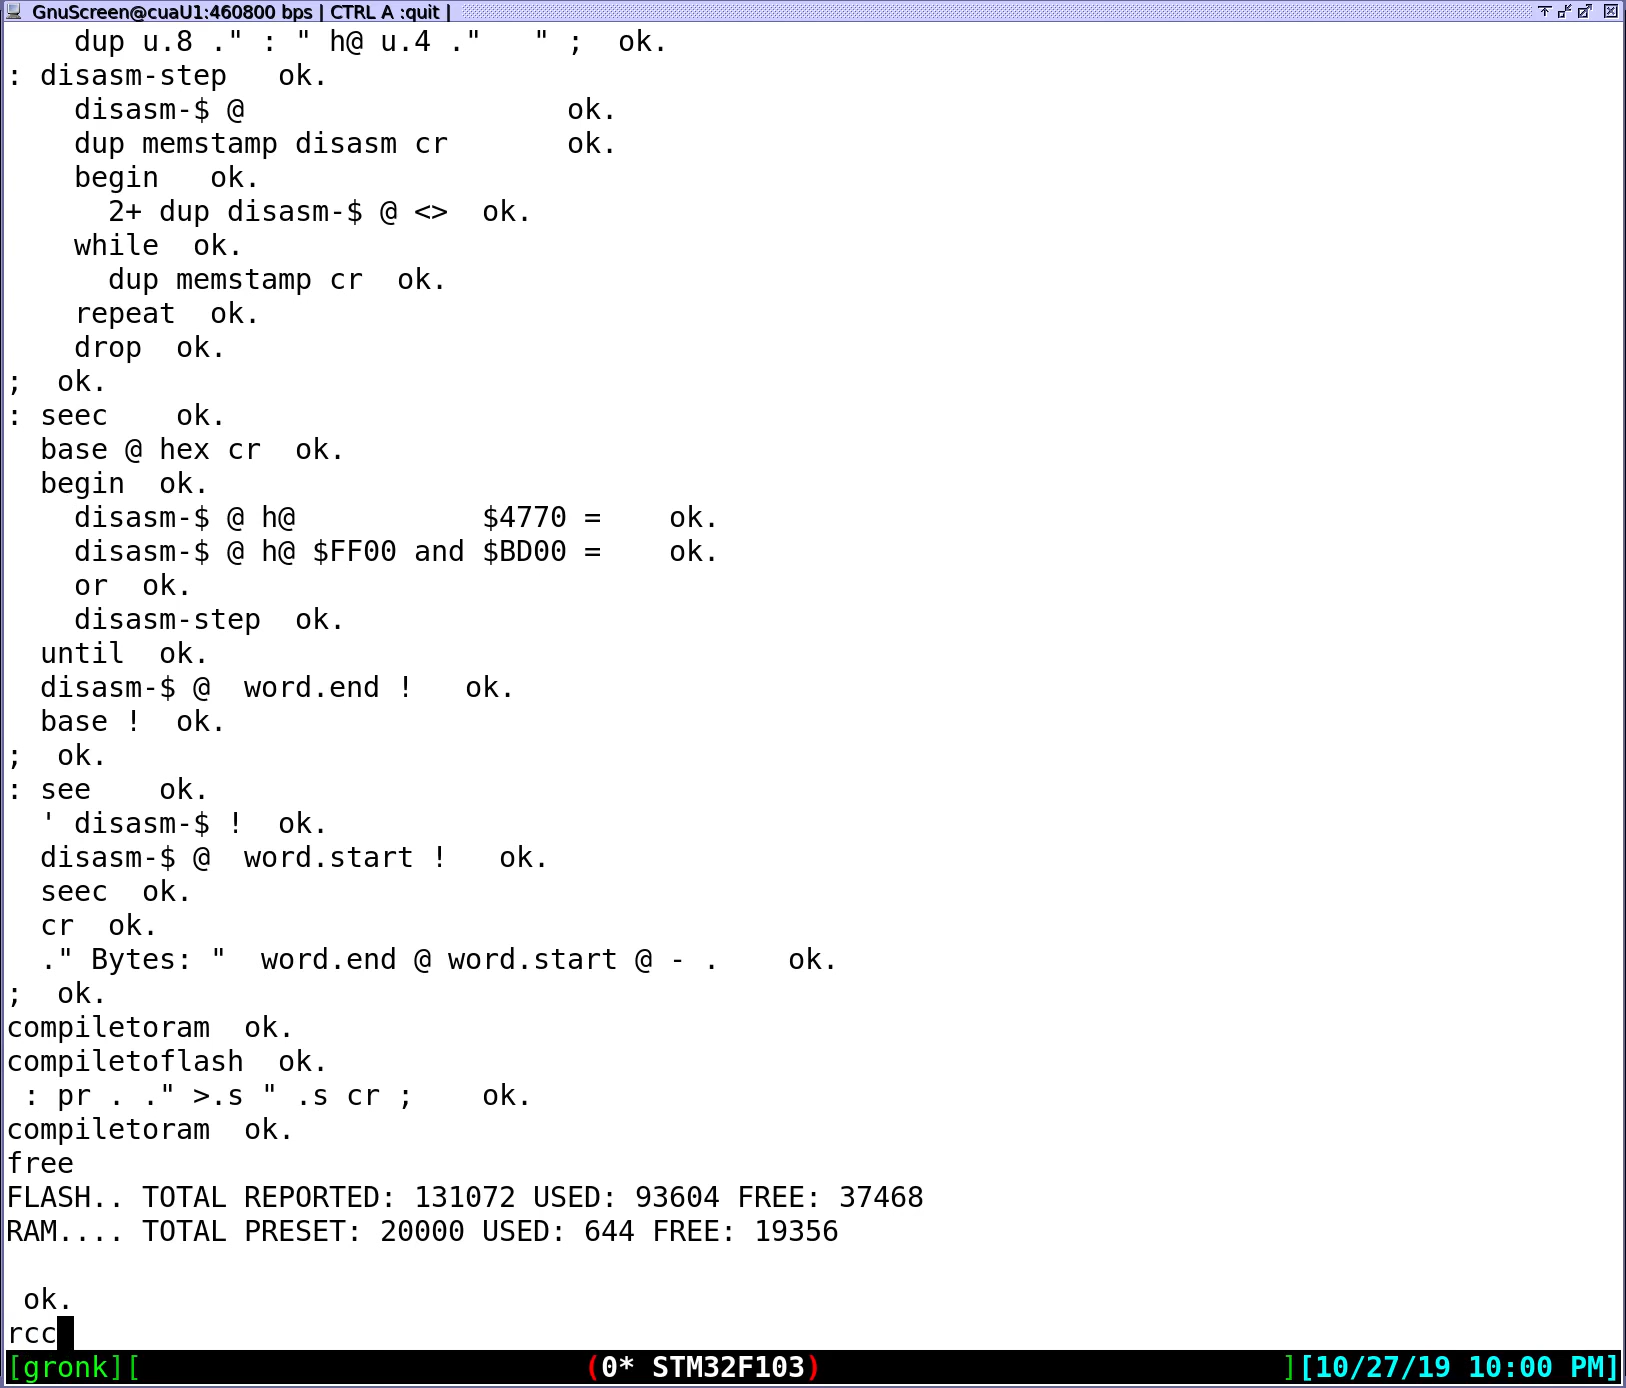 GnuScreen@cuaU1:460800 bps | CTRL A :quit |
    dup u.8 ." : " h@ u.4 ."   " ;  ok.
: disasm-step   ok.
    disasm-$ @                   ok.
    dup memstamp disasm cr       ok.
    begin   ok.
      2+ dup disasm-$ @ <>  ok.
    while  ok.
      dup memstamp cr  ok.
    repeat  ok.
    drop  ok.
;  ok.
: seec    ok.
  base @ hex cr  ok.
  begin  ok.
    disasm-$ @ h@           $4770 =    ok.
    disasm-$ @ h@ $FF00 and $BD00 =    ok.
    or  ok.
    disasm-step  ok.
  until  ok.
  disasm-$ @  word.end !   ok.
  base !  ok.
;  ok.
: see    ok.
  ' disasm-$ !  ok.
  disasm-$ @  word.start !   ok.
  seec  ok.
  cr  ok.
  ." Bytes: "  word.end @ word.start @ - .    ok.
;  ok.
compiletoram  ok.
compiletoflash  ok.
 : pr . ." >.s " .s cr ;    ok.
compiletoram  ok.
free
FLASH.. TOTAL REPORTED: 131072 USED: 93604 FREE: 37468
RAM.... TOTAL PRESET: 20000 USED: 644 FREE: 19356

 ok.
rcc
[gronk][ (0* STM32F103) ][10/27/19 10:00 PM]